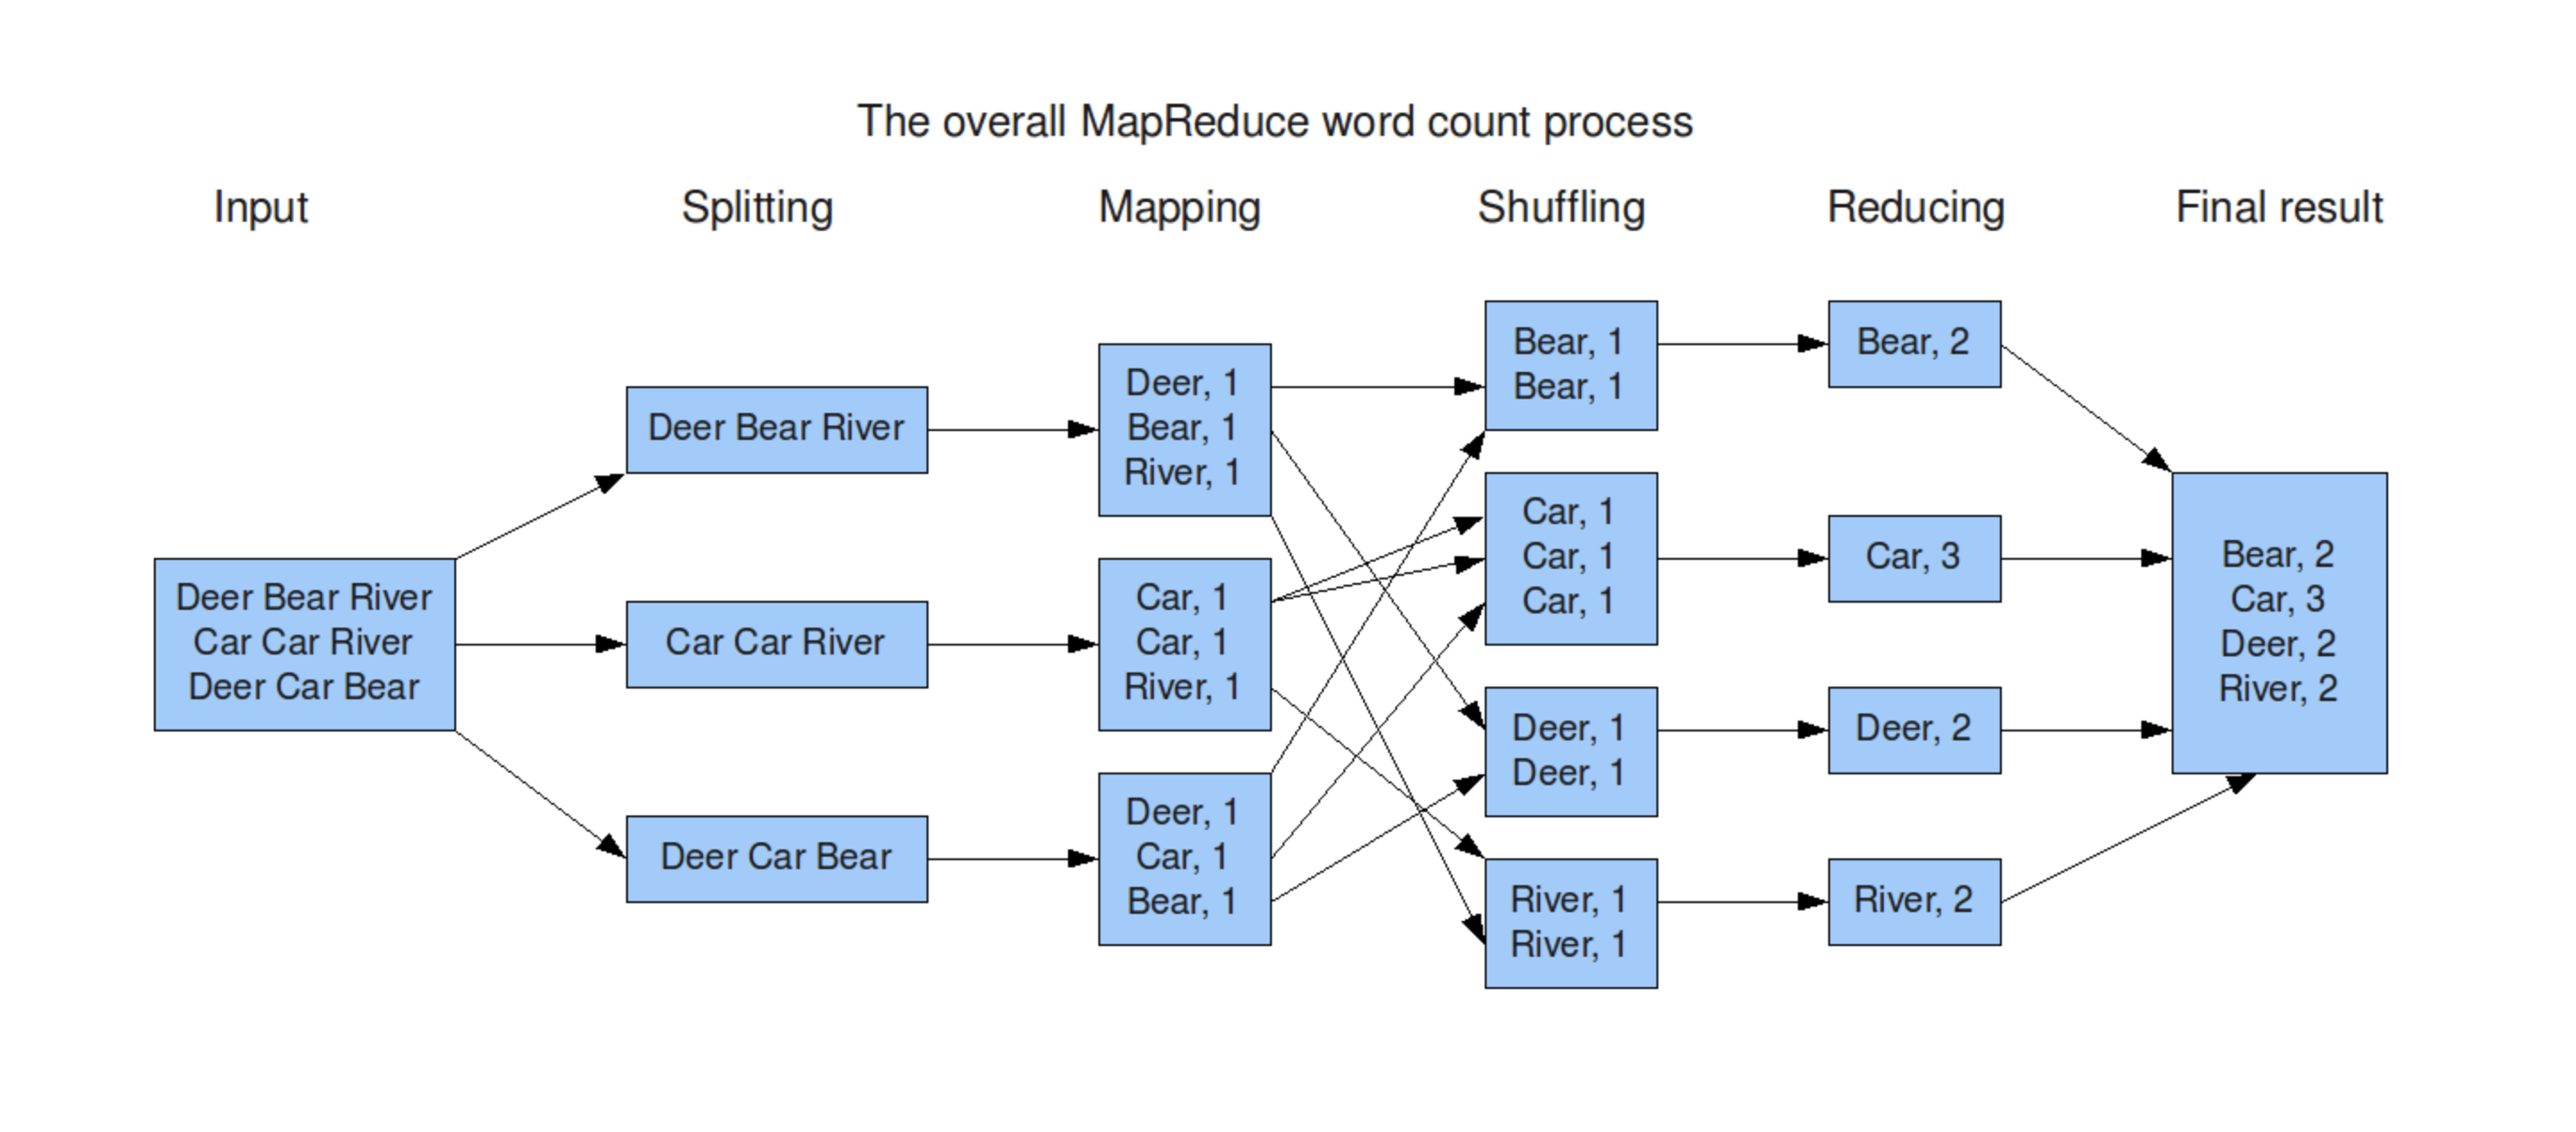 The overall MapReduce word count process
Input
Splitting
Mapping
Shuffling
Reducing
Final result
Deer Bear River
Car Car River
Deer Car Bear
Deer Bear River
Car Car River
Deer Car Bear
Deer, 1
Bear, 1
River, 1
Car, 1
Car, 1
River, 1
Deer, 1
Car, 1
Bear, 1
Bear, 1
Bear, 1
Car, 1
Car, 1
Car, 1
Deer, 1
Deer, 1
River, 1
River, 1
Bear, 2
Car, 3
Deer, 2
River, 2
Bear, 2
Car, 3
Deer, 2
River, 2